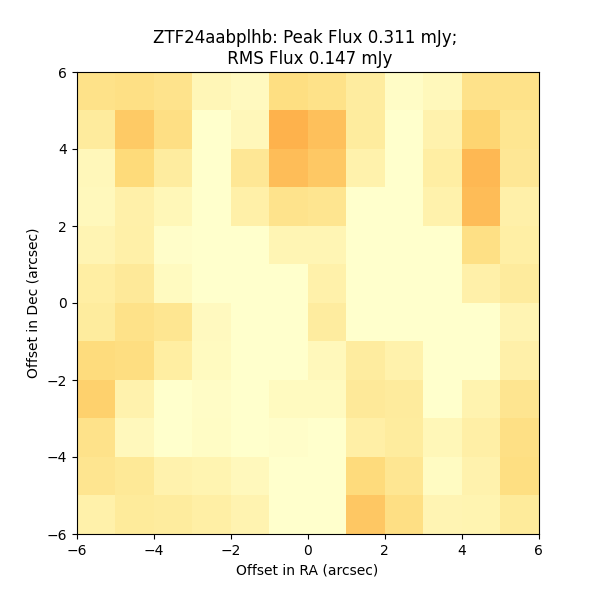 ZTF24aabplhb: Peak Flux 0.311 mJy;
RMS Flux 0.147 mJy
6
4
2
0
−2
−4
−6
Offset in Dec (arcsec)
−6 −4 −2 0 2 4 6
Offset in RA (arcsec)